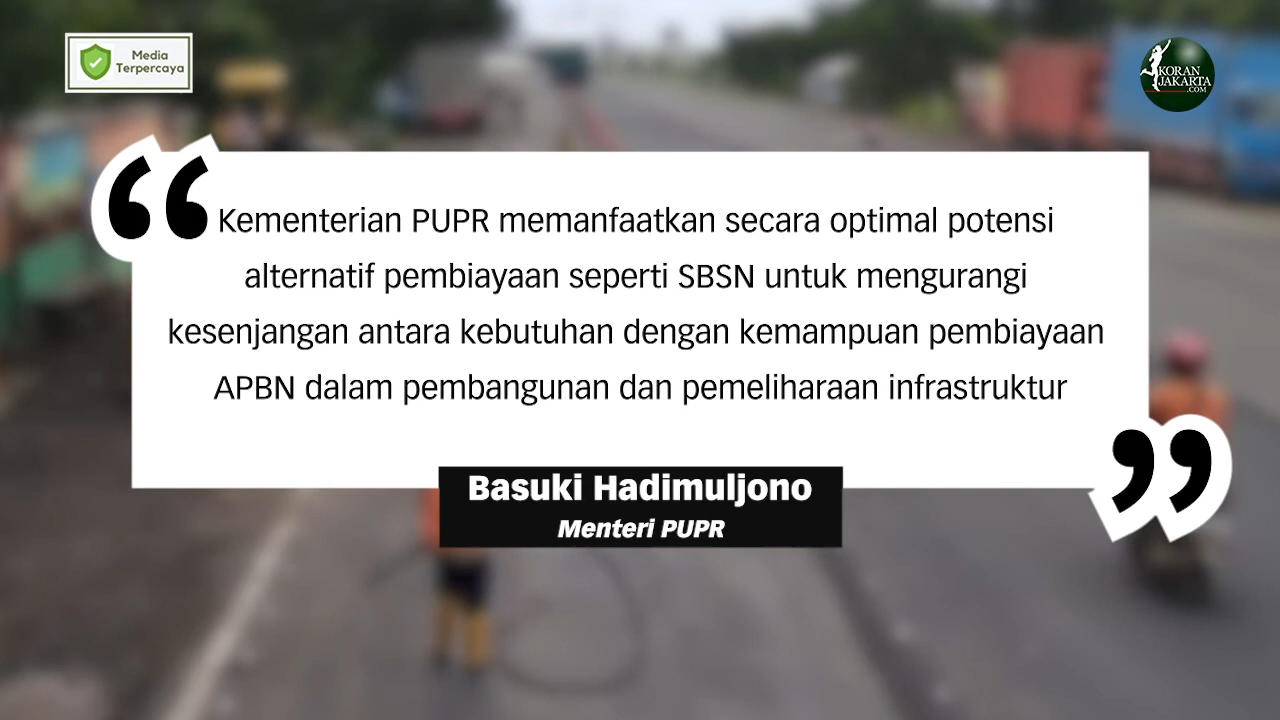 Media
Terpercaya
KORAN
JAKARTA
.COM
“
Kementerian PUPR memanfaatkan secara optimal potensi
alternatif pembiayaan seperti SBSN untuk mengurangi
kesenjangan antara kebutuhan dengan kemampuan pembiayaan
APBN dalam pembangunan dan pemeliharaan infrastruktur
”
Basuki Hadimuljono
Menteri PUPR